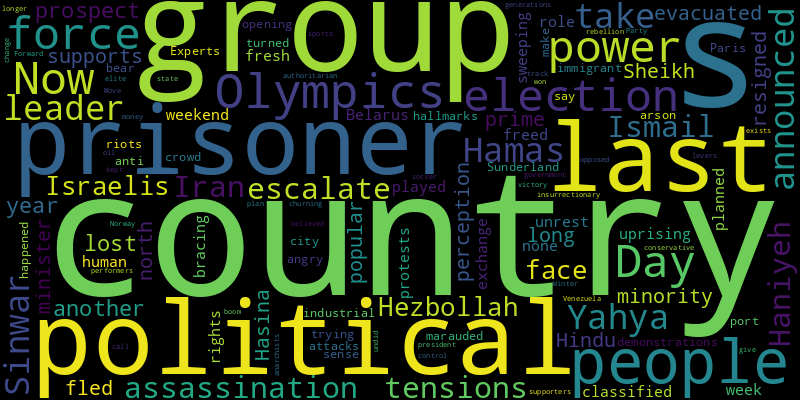 longer
prospect
group
generations
opening
role
take
evacuated
force
supports
Experts
turned
fresh
sports
sweeping
make
rebellion
Party
power
s
Paris
resigned
announced
change
Forward
Now
bear
elite
state
Move
authoritarian
track
won
immigrant
Sheikh
say
leader
money
weekend
Olympics
election
Belarus
hallmarks
prime
arson
Ismail
exists
prisoner
riots
crowd
oil
anti
kept
freed
Hamas
last
opposed
levers
Sunderland
soccer
government
victory
Israelis
Iran
escalate
played
insurrectionary
year
plan
churning
perception
planned
country
Norway
believed
city
angry
popular
protests
exchange
unrest
long
none
uprising
conservative
happened
minister
lost
human
performers
north
bracing
face
Day
Haniyeh
Winter
Venezuela
minority
sinwar
another
rights
boom
Hasina
industrial
Hezbollah
Yahya
port
political
call
anarchists
trying
attacks
sense
undid
marauded
president
control
Hindu
demonstrations
give
people
fled
assassination
tensions
supporters
classified
week